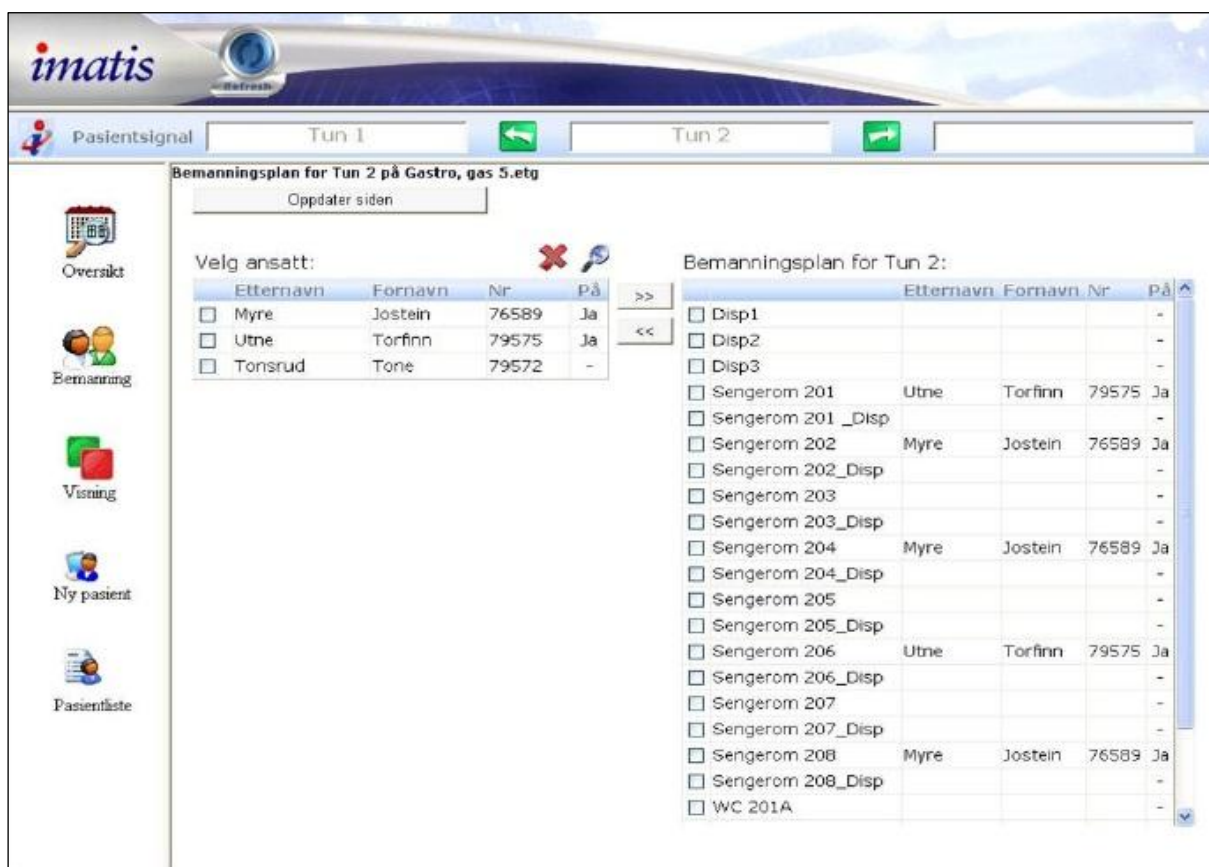 imatis
Refresh
Pasientsignal Tun 1 Tun 2
Bemanningsplan for Tun 2 på Gastro, gas 5.etg
Oppdater siden
Oversikt
Bemanning
Visning
Ny pasient
Pasientliste
Velg ansatt:
Etternavn Fornavn Nr På
Myre Jostein 76589 Ja
Utne Torfinn 79575 Ja
Tonsrud Tone 79572 -
>>
<<
Bemanningsplan for Tun 2:
Etternavn Fornavn Nr På
Disp1 -
Disp2 -
Disp3 -
Sengerom 201 Utne Torfinn 79575 Ja
Sengerom 201 _Disp -
Sengerom 202 Myre Jostein 76589 Ja
Sengerom 202_Disp -
Sengerom 203 -
Sengerom 203_Disp -
Sengerom 204 Myre Jostein 76589 Ja
Sengerom 204_Disp -
Sengerom 205 -
Sengerom 205_Disp -
Sengerom 206 Utne Torfinn 79575 Ja
Sengerom 206_Disp -
Sengerom 207 -
Sengerom 207_Disp -
Sengerom 208 Myre Jostein 76589 Ja
Sengerom 208_Disp -
WC 201A -